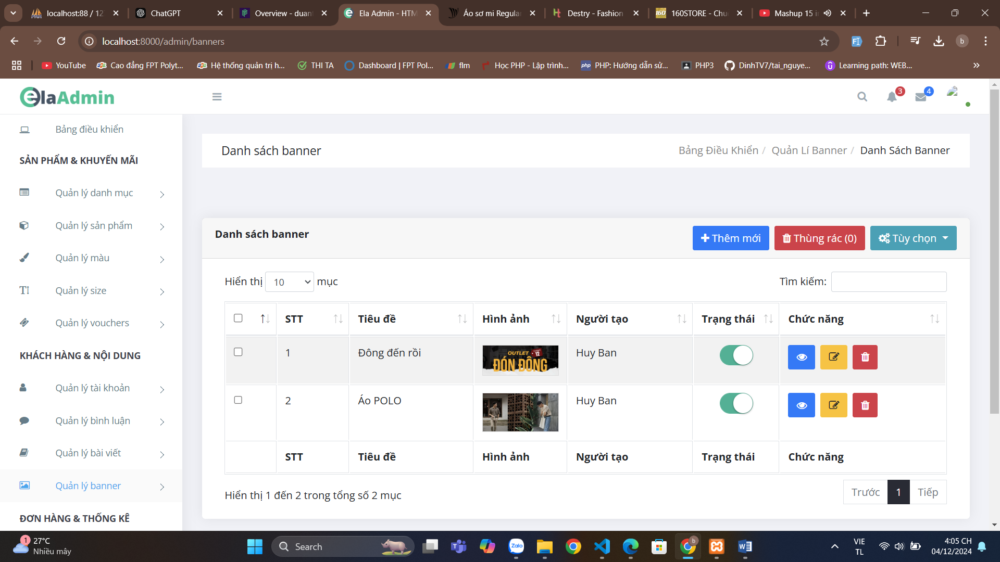 localhost:88 / 12
ChatGPT
Overview - duan
Ela Admin - HTM
Áo sơ mi Regula
Destry - Fashion
160STORE - Chu
Mashup 15 i
localhost:8000/admin/banners
b
YouTube
Cao đẳng FPT Polyt...
Hệ thống quản trị h...
THI TA
Dashboard | FPT Pol...
flm
Học PHP - Lập trình...
PHP: Hướng dẫn sử...
PHP3
DinhTV7/tai_nguye...
Learning path: WEB...
elaAdmin
3
4
Bảng điều khiển
SẢN PHẨM & KHUYẾN MÃI
Quản lý danh mục
Quản lý sản phẩm
Quản lý màu
Quản lý size
Quản lý vouchers
KHÁCH HÀNG & NỘI DUNG
Quản lý tài khoản
Quản lý bình luận
Quản lý bài viết
Quản lý banner
ĐƠN HÀNG & THỐNG KÊ
Danh sách banner
Bảng Điều Khiển / Quản Lí Banner / Danh Sách Banner
Danh sách banner
Thêm mới
Thùng rác (0)
Tùy chọn
Hiển thị 10 mục
Tìm kiếm:
STT Tiêu đề Hình ảnh Người tạo Trạng thái Chức năng
1 Đông đến rồi OUTLET 12 ĐÓN ĐÔNG Huy Ban
2 Áo POLO Huy Ban
STT Tiêu đề Hình ảnh Người tạo Trạng thái Chức năng
Hiển thị 1 đến 2 trong tổng số 2 mục
Trước 1 Tiếp
1
27°C
Nhiều mây
Search
Zalo
VIE
TL
4:05 CH
04/12/2024